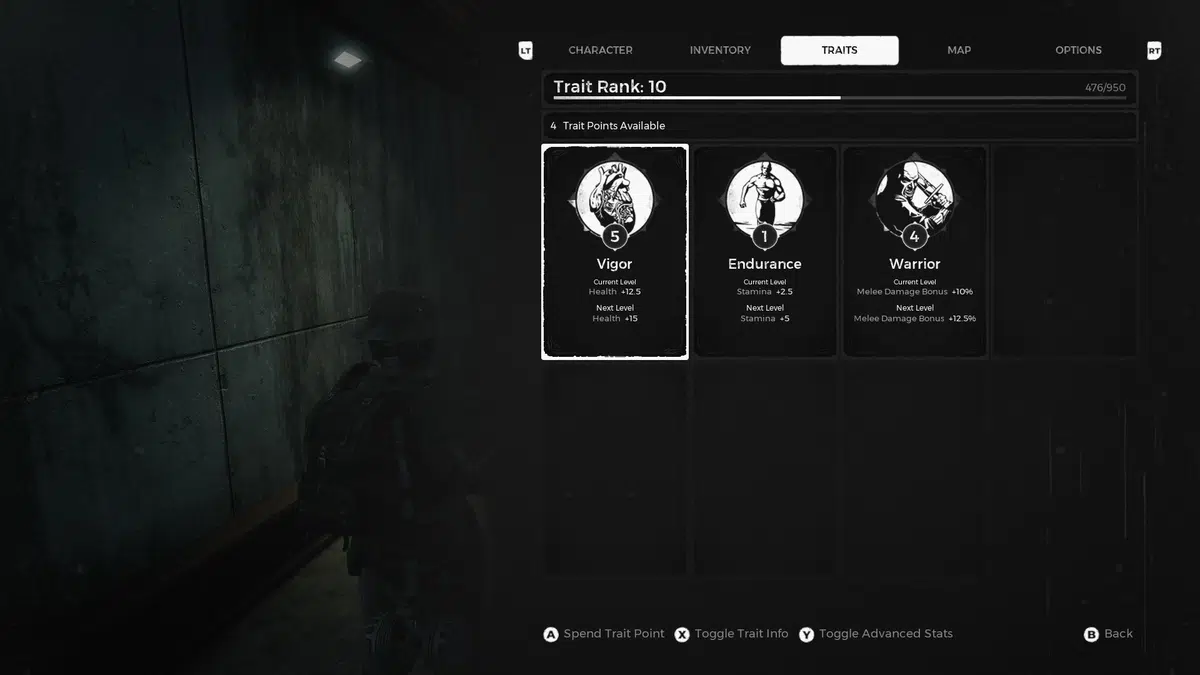 LT CHARACTER INVENTORY TRAITS MAP OPTIONS RT
Trait Rank: 10 476/950
4 Trait Points Available
5 1 4
Vigor Endurance Warrior
Current Level Current Level Current Level
Health +12.5 Stamina +2.5 Melee Damage Bonus +10%
Next Level Next Level Next Level
Health +15 Stamina +5 Melee Damage Bonus +12.5%
A Spend Trait Point X Toggle Trait Info Y Toggle Advanced Stats B Back